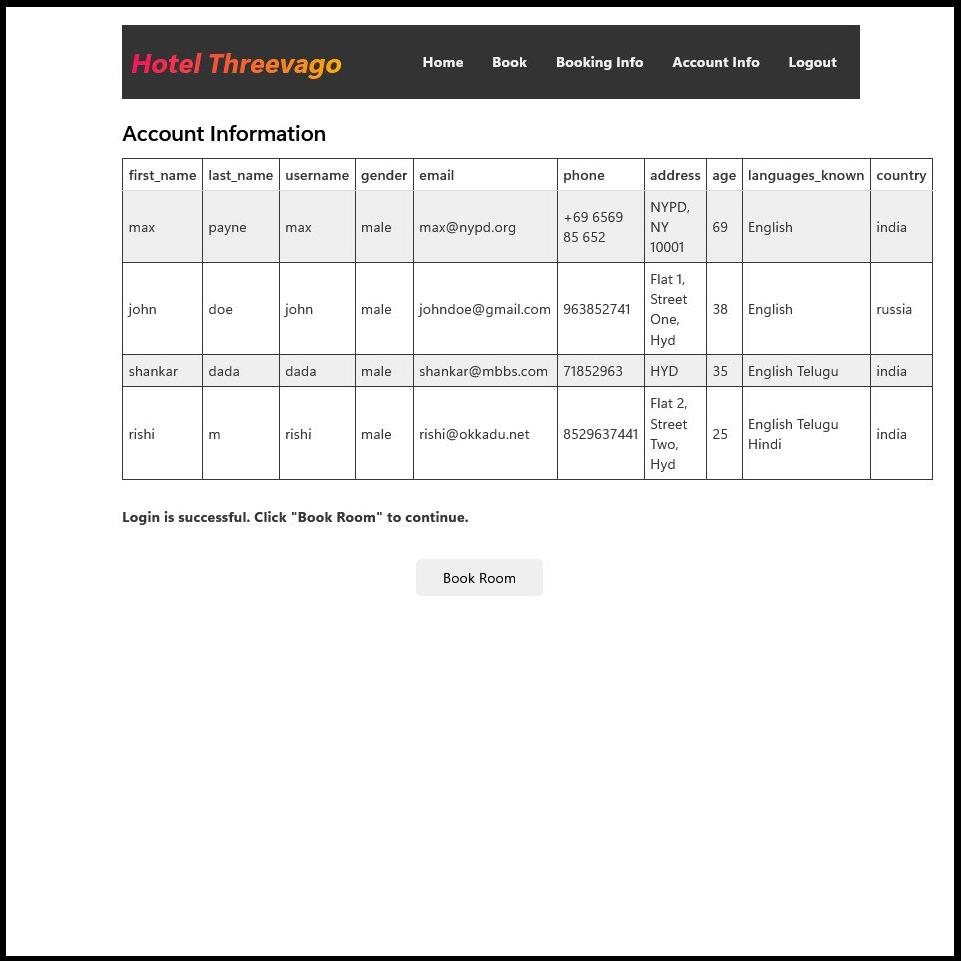 Hotel Threevago
Home Book Booking Info Account Info Logout
Account Information
first_name last_name username gender email phone address age languages_known country
max payne max male max@nypd.org +69 6569 85 652 NYPD, NY 10001 69 English india
john doe john male johndoe@gmail.com 963852741 Flat 1, Street One, Hyd 38 English russia
shankar dada dada male shankar@mbbs.com 71852963 HYD 35 English Telugu india
rishi m rishi male rishi@okkadu.net 8529637441 Flat 2, Street Two, Hyd 25 English Telugu Hindi india
Login is successful. Click "Book Room" to continue.
Book Room